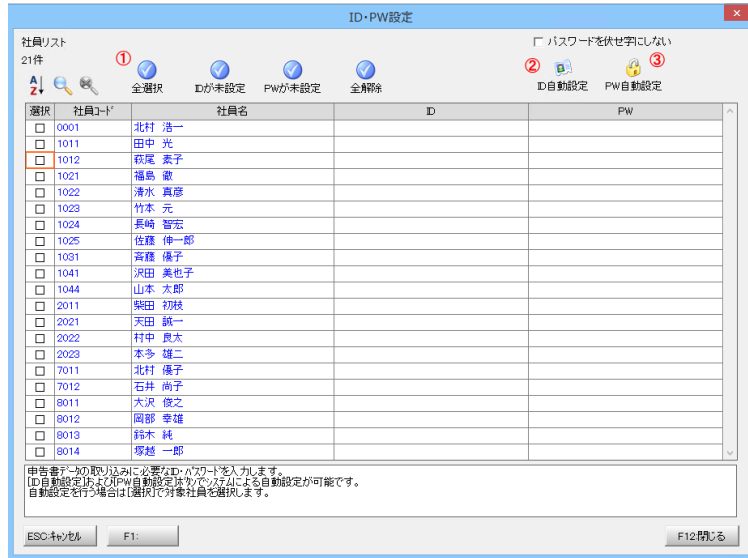 ID・PW設定
社員リスト
□ パスワードを伏せ字にしない
21件
① 全選択 IDが未設定 PWが未設定 全解除 ② ID自動設定 ③ PW自動設定
選択 社員コード 社員名 ID PW
0001 北村 浩一
1011 田中 光
1012 萩尾 素子
1021 福島 徹
1022 清水 真彦
1023 竹本 元
1024 長崎 智宏
1025 佐藤 伸一郎
1031 斉藤 優子
1041 沢田 美也子
1044 山本 太郎
2011 柴田 初枝
2021 天田 誠一
2022 村中 良太
2023 本多 雄二
7011 北村 優子
7012 石井 尚子
8011 大沢 俊之
8012 岡部 幸雄
8013 鈴木 純
8014 塚越 一郎
申告書データの取り込みに必要なID・パスワードを入力します。
[ID自動設定]および[PW自動設定]ボタンでシステムによる自動設定が可能です。
自動設定を行う場合は[選択]で対象社員を選択します。
ESC:キャンセル F1: F12:閉じる